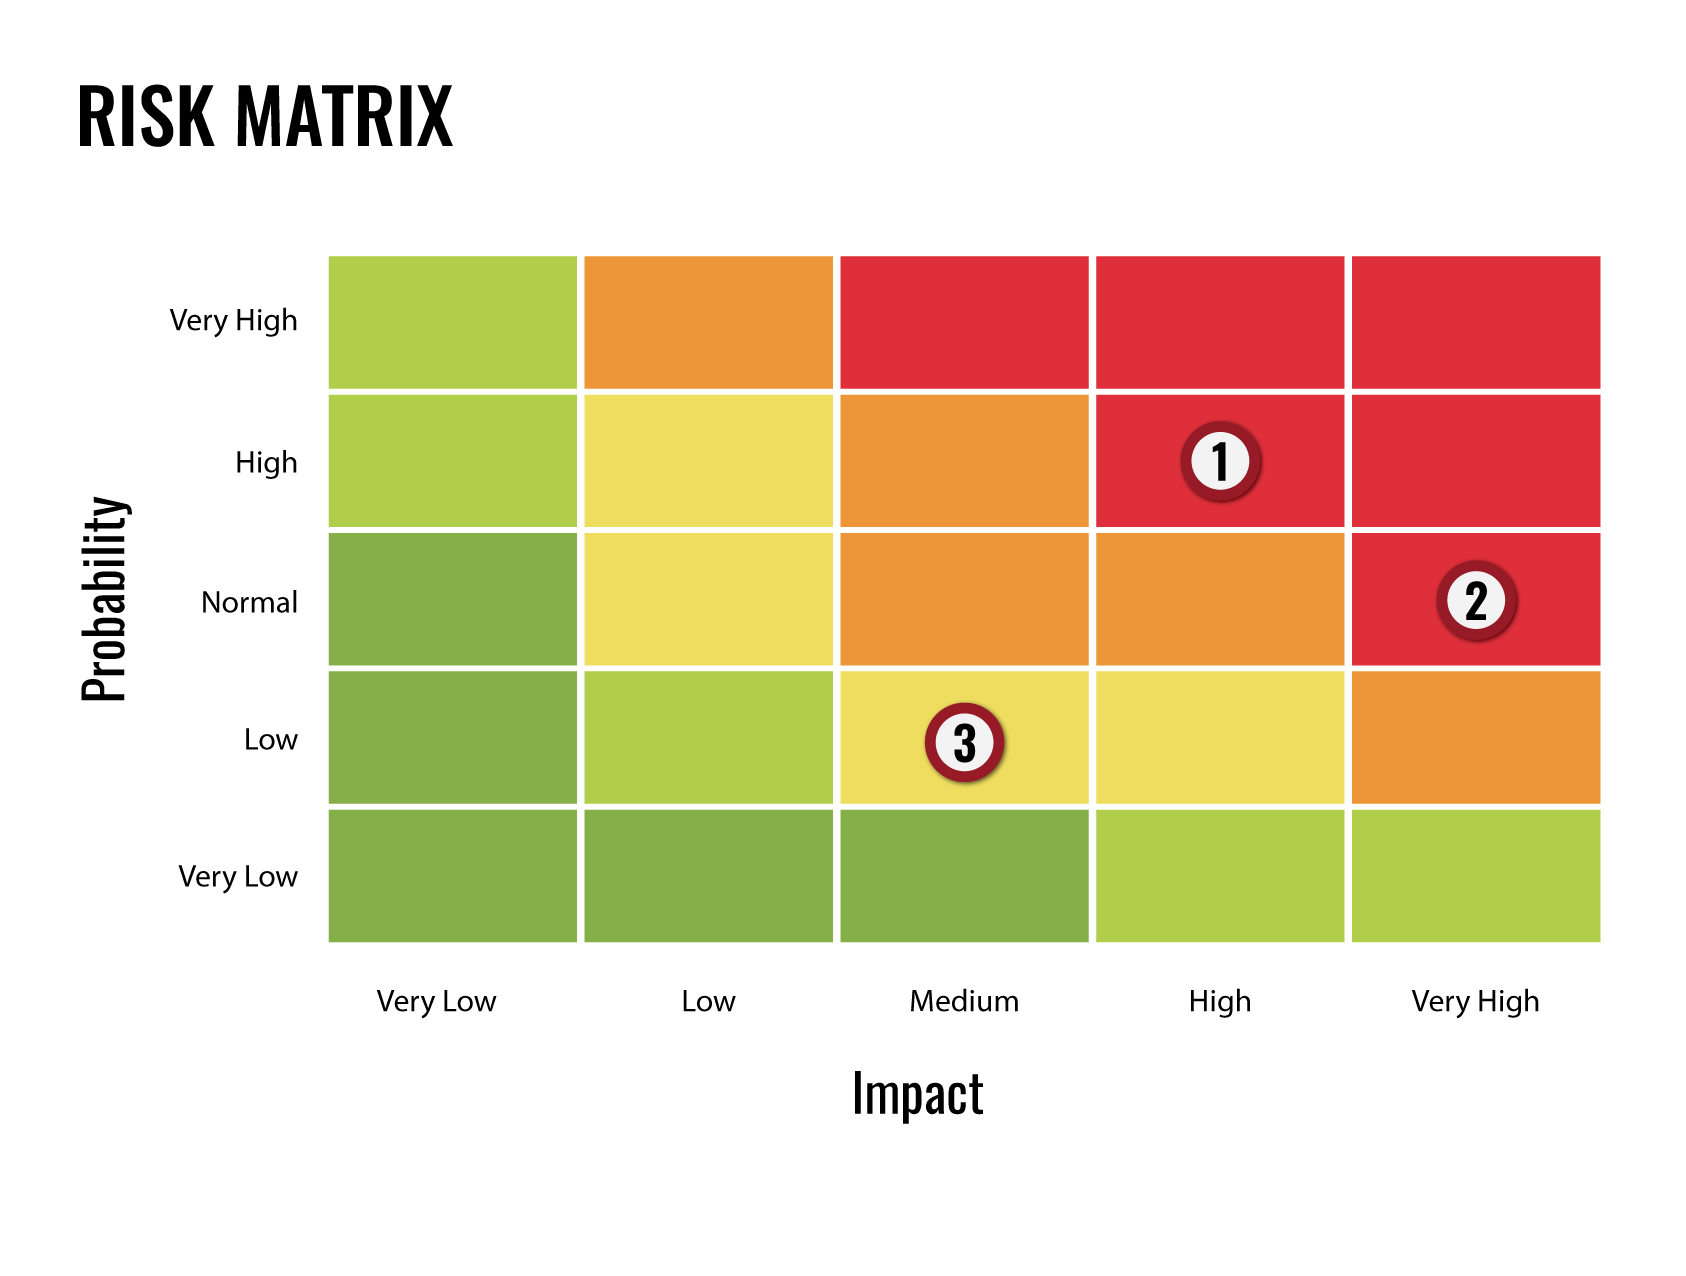 RISK MATRIX
Probability
Very High
High
1
Normal
2
Low
3
Very Low
Very Low
Low
Medium
High
Very High
Impact